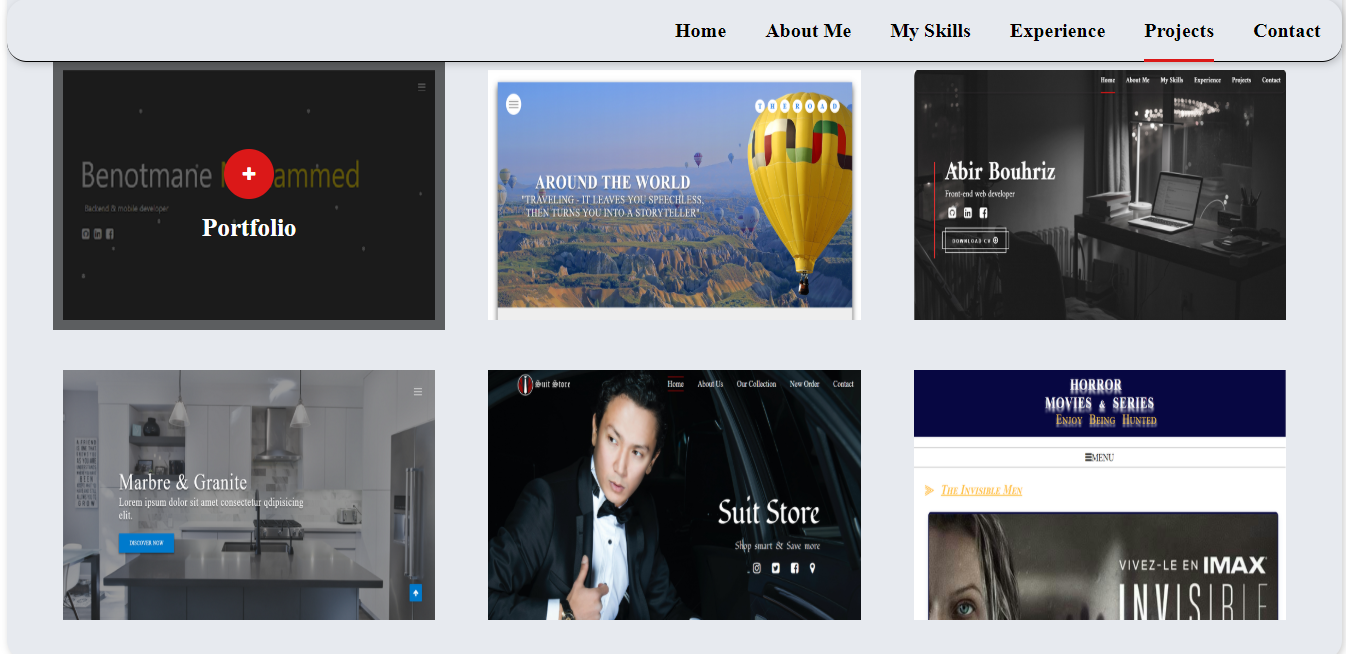 Home About Me My Skills Experience Projects Contact
Benotmane M ammed
Backend & mobile developer
+
Portfolio
THEROAD
AROUND THE WORLD
"TRAVELING - IT LEAVES YOU SPEECHLESS,
THEN TURNS YOU INTO A STORYTELLER"
Home About Me My Skills Experience Projects Contact
Abir Bouhriz
Front-end web developer
DOWNLOAD CV
Marbre & Granite
Lorem ipsum dolor sit amet consectetur qdipisicing
elit.
DISCOVER NOW
Suit Store
Home About Us Our Collection New Order Contact
Suit Store
Shop smart & Save more
HORROR
MOVIES & SERIES
ENJOY BEING HUNTED
MENU
THE INVISIBLE MEN
VIVEZ-LE EN IMAX
INVISIBLE